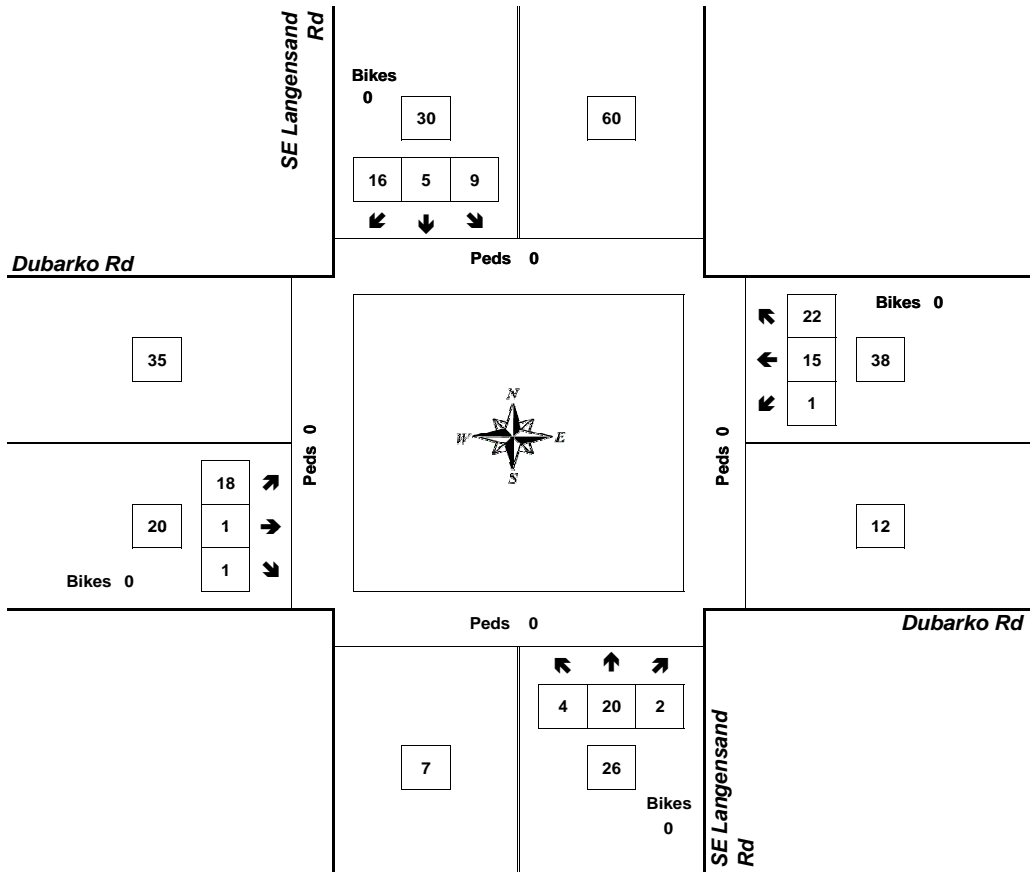 SE Langensand
Rd
Bikes
0
30
60
16 5 9
Peds 0
Dubarko Rd
Bikes 0
22
15
38
1
35
Peds 0
Peds 0
N
W E
S
18
20
1
1
Bikes 0
12
Dubarko Rd
Peds 0
4 20 2
7
26
Bikes
0
SE Langensand
Rd